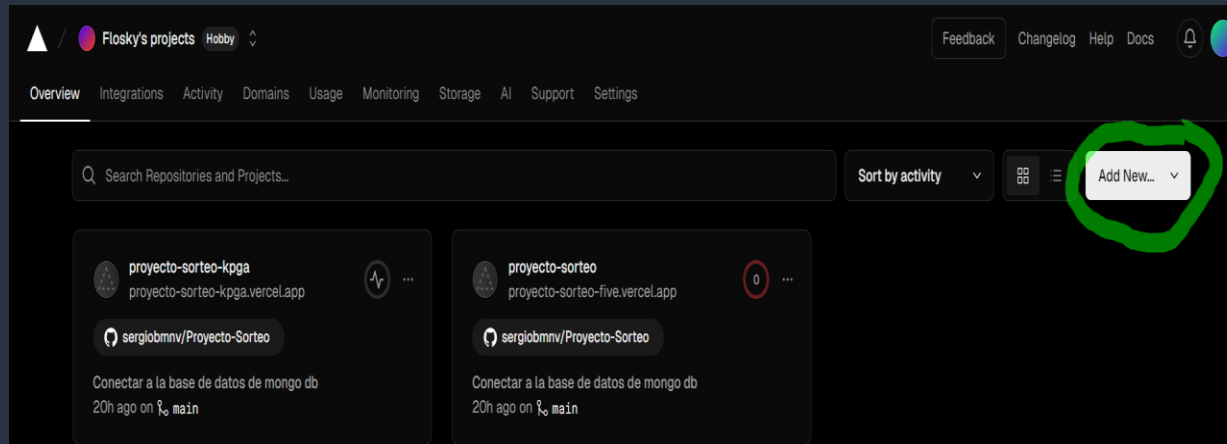 Flosky's projects Hobby
Feedback Changelog Help Docs
Overview Integrations Activity Domains Usage Monitoring Storage AI Support Settings
Search Repositories and Projects...
Sort by activity
Add New...
proyecto-sorteo-kpga
proyecto-sorteo-kpga.vercel.app
sergiobmnv/Proyecto-Sorteo
Conectar a la base de datos de mongo db
20h ago on main
proyecto-sorteo
proyecto-sorteo-five.vercel.app
0
sergiobmnv/Proyecto-Sorteo
Conectar a la base de datos de mongo db
20h ago on main